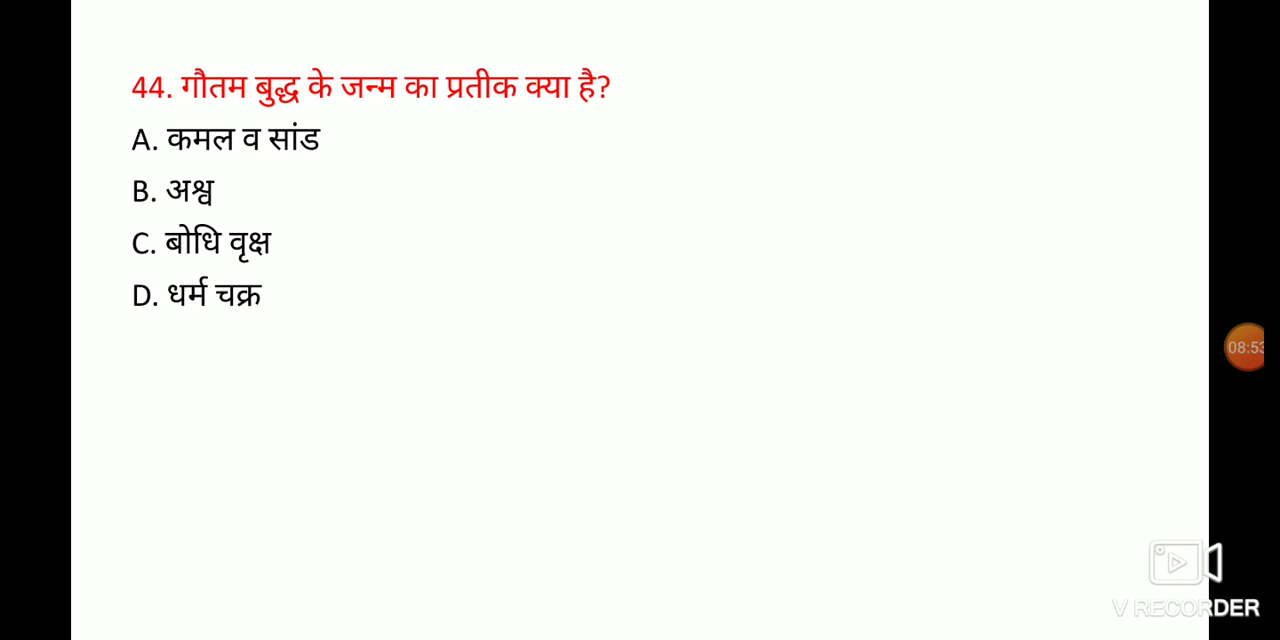 44. गौतम बुद्ध के जन्म का प्रतीक क्या है?
A. कमल व सांड
B. अश्व
C. बोधि वृक्ष
D. धर्म चक्र
08:53
V RECORDER